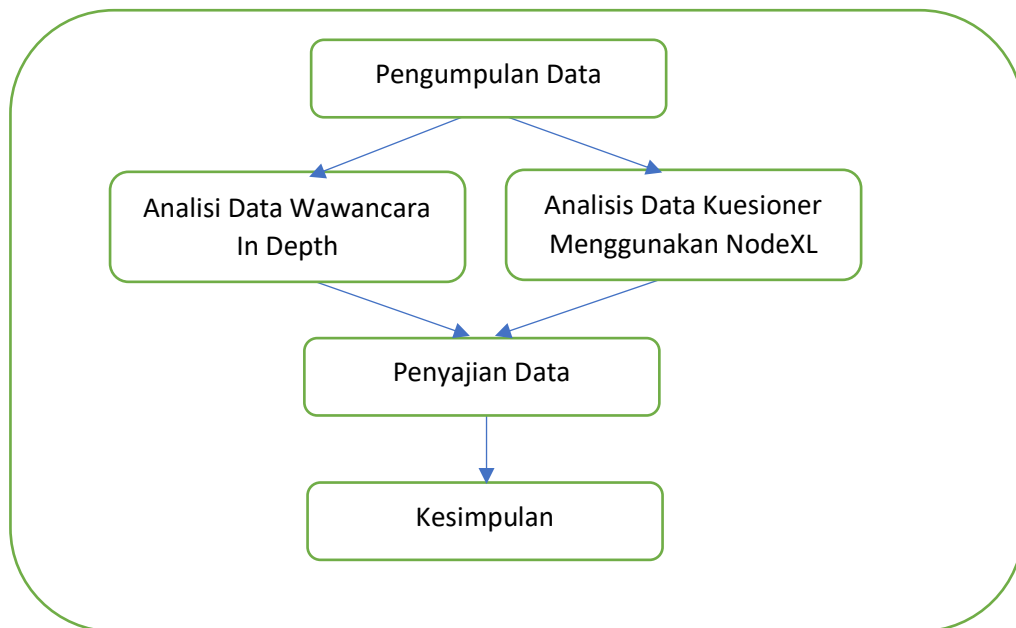 Pengumpulan Data
Analisi Data Wawancara
In Depth
Analisis Data Kuesioner
Menggunakan NodeXL
Penyajian Data
Kesimpulan